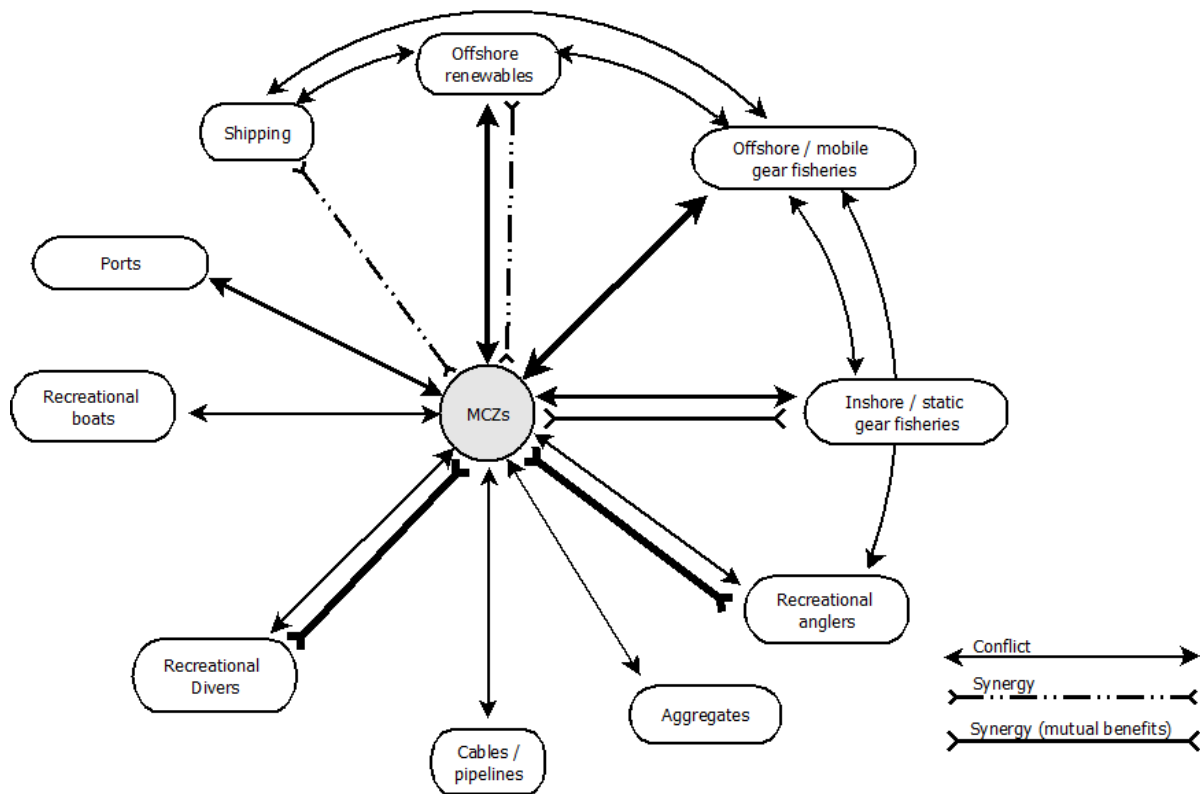 Offshore
renewables
Shipping
Offshore / mobile
gear fisheries
Ports
Recreational
boats
MCZs
Inshore / static
gear fisheries
Recreational
anglers
Recreational
Divers
Aggregates
Cables /
pipelines
Conflict
Synergy
Synergy (mutual benefits)